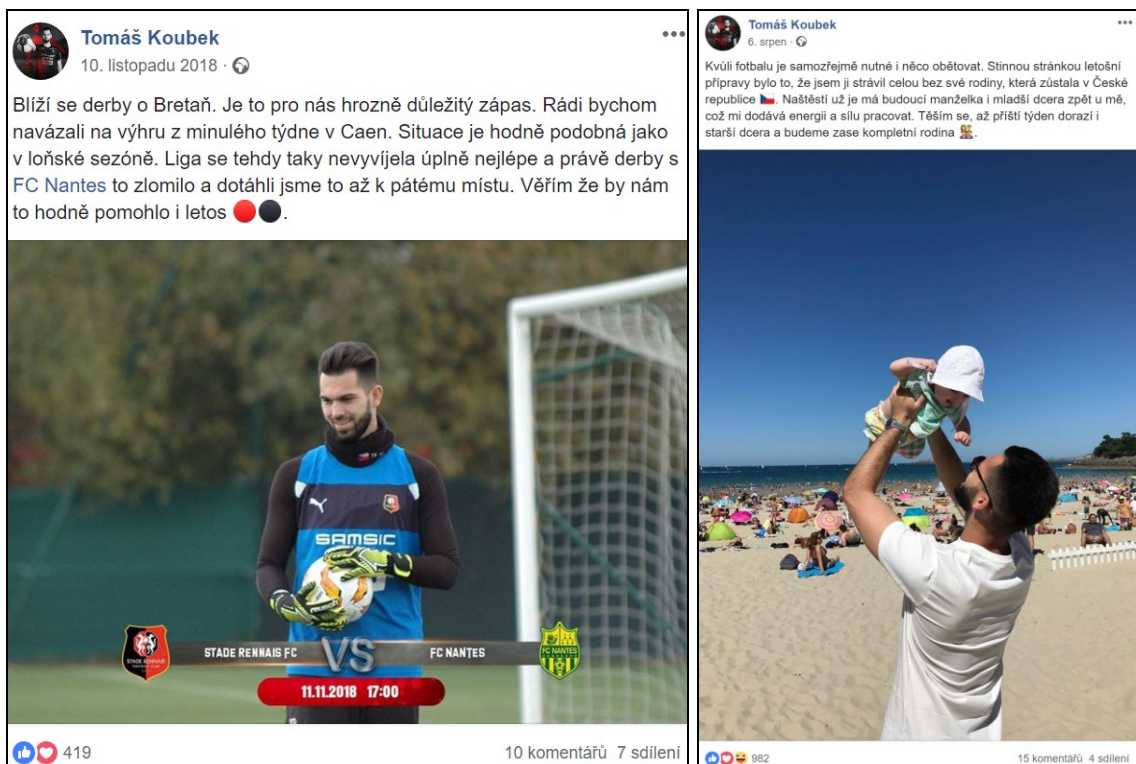 Tomáš Koubek
10. listopadu 2018 ·
Blíží se derby o Bretaň. Je to pro nás hrozně důležitý zápas. Rádi bychom
navázali na výhru z minulého týdne v Caen. Situace je hodně podobná jako
v loňské sezóně. Liga se tehdy taky nevyvíjela úplně nejlépe a právě derby s
FC Nantes to zlomilo a dotáhli jsme to až k pátému místu. Věřím že by nám
to hodně pomohlo i letos 🔴⚫.
SAMSIC
STADE RENNAIS
STADE RENNAIS FC VS FC NANTES
FC NANTES
11.11.2018 17:00
419
10 komentářů 7 sdílení
Tomáš Koubek
6. srpen ·
Kvůli fotbalu je samozřejmě nutné i něco obětovat. Stinnou stránkou letošní
přípravy bylo to, že jsem ji strávil celou bez své rodiny, která zůstala v České
republice 🇨🇿. Naštěstí už je má budoucí manželka i mladší dcera zpět u mě,
což mi dodává energii a sílu pracovat. Těším se, až příští týden dorazí i
starší dcera a budeme zase kompletní rodina 👨‍👩‍👧‍👧.
982
15 komentářů 4 sdílení